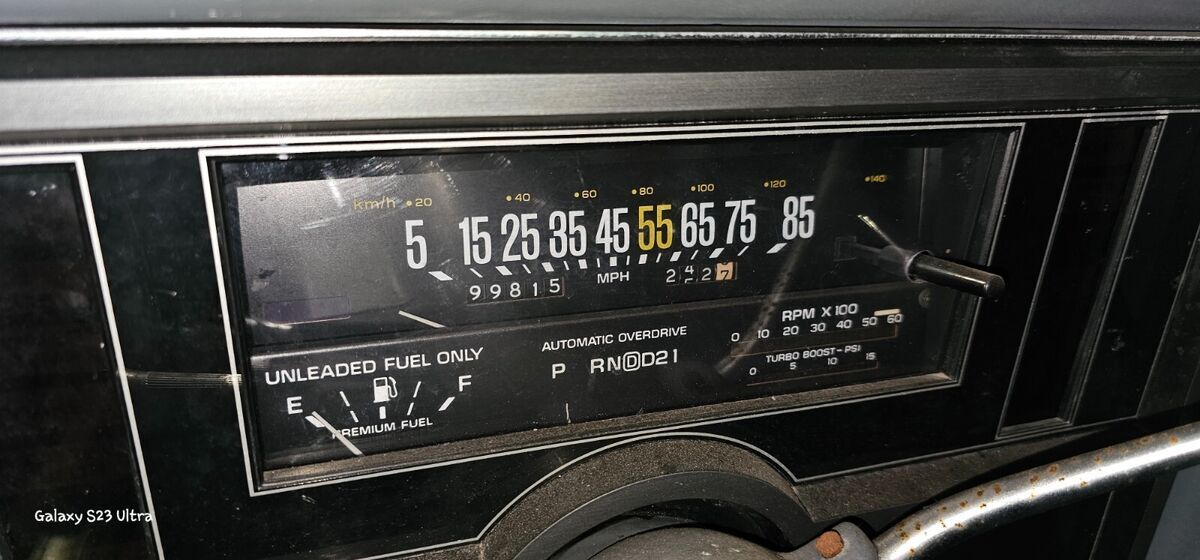 km/h 20 40 60 80 100 120 140
5 15 25 35 45 55 65 75 85
MPH
99815
UNLEADED FUEL ONLY
E F
PREMIUM FUEL
AUTOMATIC OVERDRIVE
P RNDD21
RPM X100
0 10 20 30 40 50 60
TURBO BOOST-PSI
0 5 10 15
Galaxy S23 Ultra